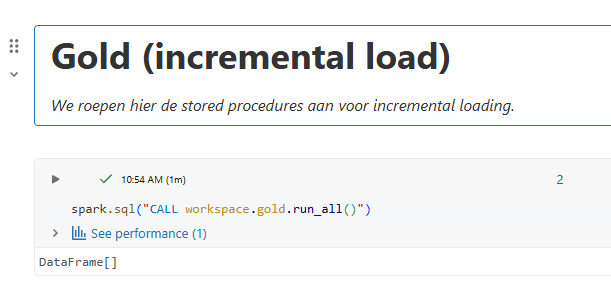 Gold (incremental load)
We roepen hier de stored procedures aan voor incremental loading.
10:54 AM (1m)
2
spark.sql("CALL workspace.gold.run_all()")
See performance (1)
DataFrame[]